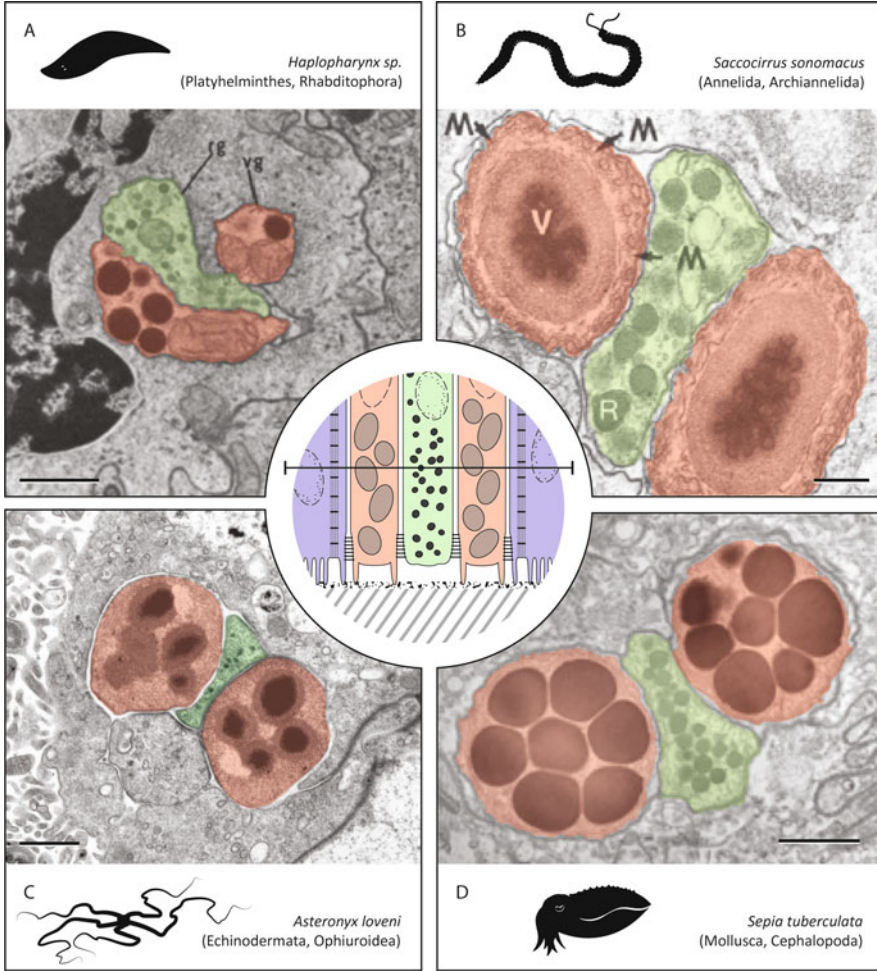 A
Haplopharynx sp.
(Platyhelminthes, Rhabditophora)
rg
vg
B
Saccocirrus sonomacus
(Annelida, Archiannelida)
M
M
V
M
R
C
Asteronyx loveni
(Echinodermata, Ophiuroidea)
D
Sepia tuberculata
(Mollusca, Cephalopoda)